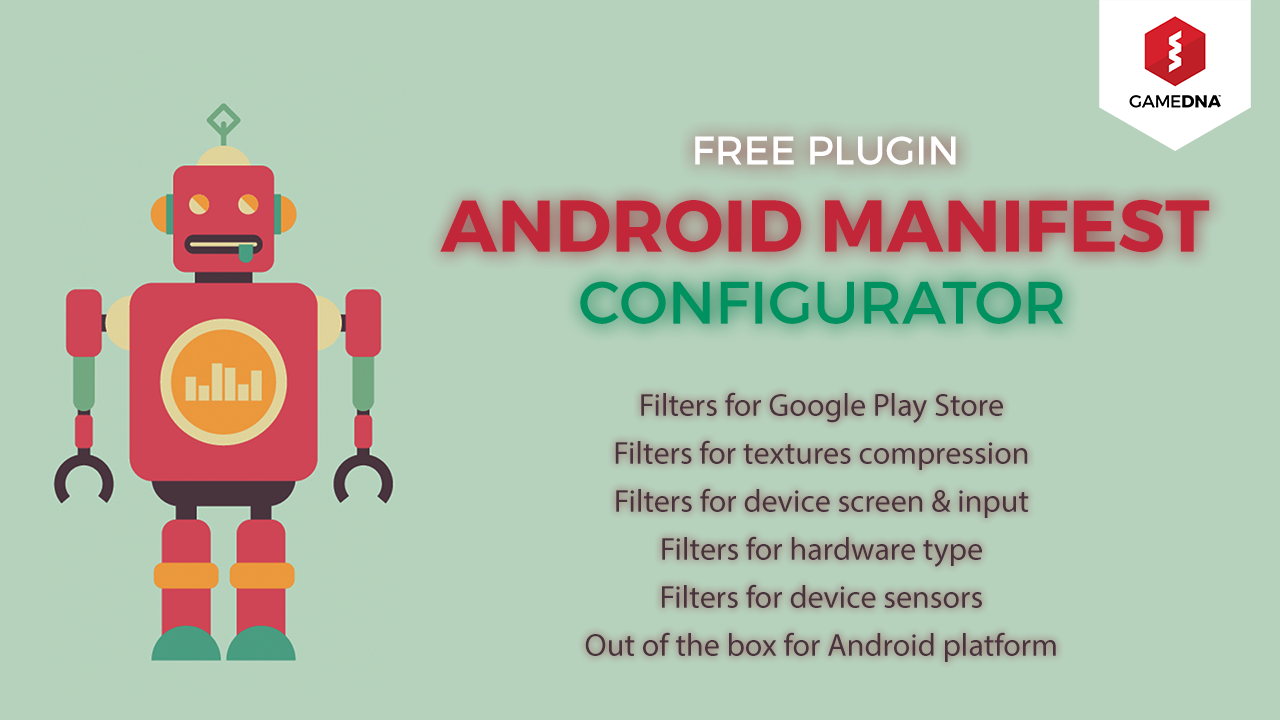 GAMEDNA
FREE PLUGIN
ANDROID MANIFEST
CONFIGURATOR
Filters for Google Play Store
Filters for textures compression
Filters for device screen & input
Filters for hardware type
Filters for device sensors
Out of the box for Android platform